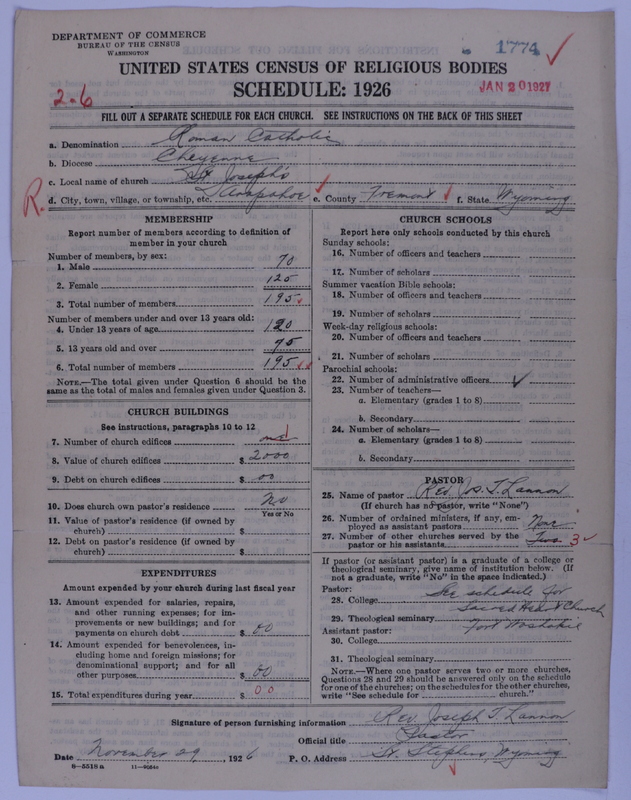 DEPARTMENT OF COMMERCE
BUREAU OF THE CENSUS
WASHINGTON
1774
UNITED STATES CENSUS OF RELIGIOUS BODIES
SCHEDULE: 1926
JAN 20 1927
2-6
FILL OUT A SEPARATE SCHEDULE FOR EACH CHURCH. SEE INSTRUCTIONS ON THE BACK OF THIS SHEET
a. Denomination Roman Catholic
b. Diocese Cheyenne
c. Local name of church St Josephs
R. d. City, town, village, or township, etc. Arapahoe e. County Fremont f. State Wyoming
MEMBERSHIP
Report number of members according to definition of
member in your church
Number of members, by sex:
1. Male 70
2. Female 125
3. Total number of members 195
Number of members under and over 13 years old:
4. Under 13 years of age 120
5. 13 years old and over 75
6. Total number of members 195
NOTE.—The total given under Question 6 should be the
same as the total of males and females given under Question 3.
CHURCH BUILDINGS
See instructions, paragraphs 10 to 12
7. Number of church edifices 1
8. Value of church edifices $ 2000
9. Debt on church edifices $ 00
10. Does church own pastor's residence No
Yes or No
11. Value of pastor's residence (if owned by
church) $
12. Debt on pastor's residence (if owned by
church) $
EXPENDITURES
Amount expended by your church during last fiscal year
13. Amount expended for salaries, repairs,
and other running expenses; for im-
provements or new buildings; and for
payments on church debt $ 00
14. Amount expended for benevolences, in-
cluding home and foreign missions; for
denominational support; and for all
other purposes $ 00
15. Total expenditures during year $ 00
CHURCH SCHOOLS
Report here only schools conducted by this church
Sunday schools:
16. Number of officers and teachers
17. Number of scholars
Summer vacation Bible schools:
18. Number of officers and teachers
19. Number of scholars
Week-day religious schools:
20. Number of officers and teachers
21. Number of scholars
Parochial schools:
22. Number of administrative officers
23. Number of teachers—
a. Elementary (grades 1 to 8)
b. Secondary
24. Number of scholars—
a. Elementary (grades 1 to 8)
b. Secondary
PASTOR
25. Name of pastor Rev. Jos. T. Lannon
(If church has no pastor, write "None")
26. Number of ordained ministers, if any, em-
ployed as assistant pastors None
27. Number of other churches served by the
pastor or his assistants Two 3
If pastor (or assistant pastor) is a graduate of a college or
theological seminary, give name of institution below. (If
not a graduate, write "No" in the space indicated.)
Pastor:
28. College See schedule for
Sacred Heart Church
29. Theological seminary Fort Washakie
Assistant pastor:
30. College
31. Theological seminary
NOTE.—Where one pastor serves two or more churches,
Questions 28 and 29 should be answered only on the schedule
for one of the churches; on the schedules for the other churches,
write "See schedule for church."
Signature of person furnishing information Rev. Joseph T. Lannon
Official title Pastor
Date November 29, 1926 P. O. Address St. Stephens, Wyoming
8-5518a